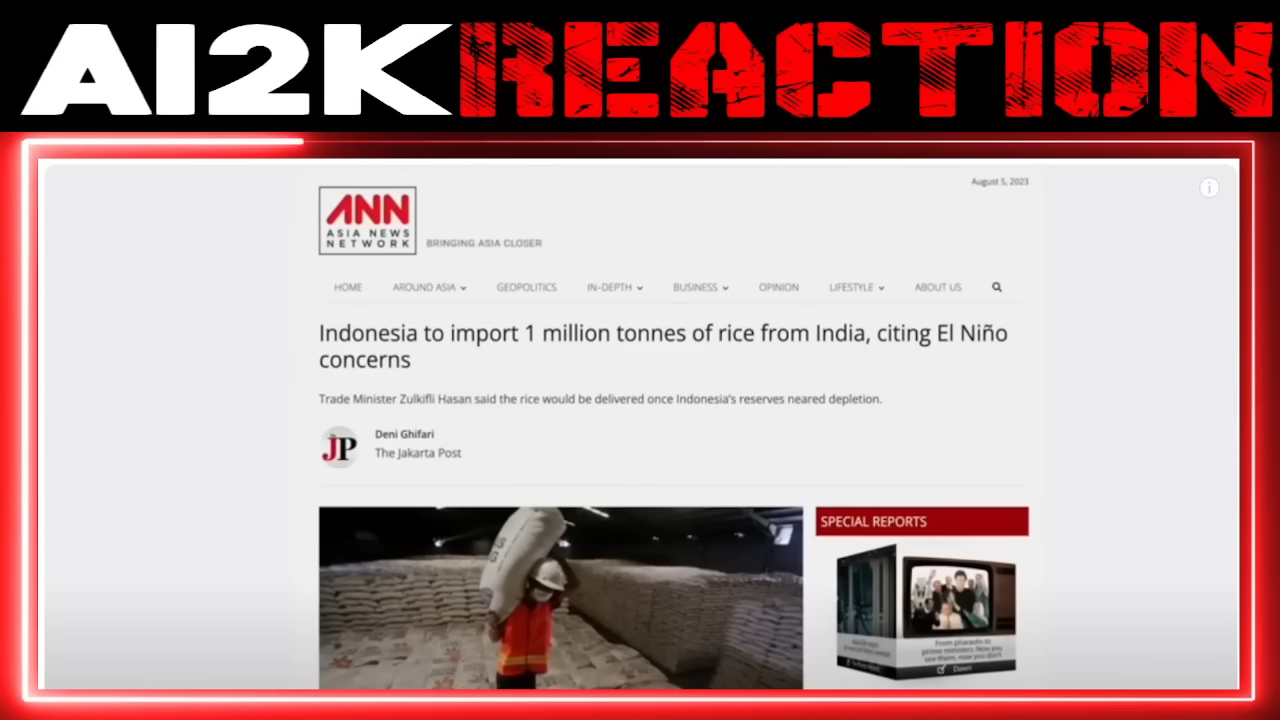 AI2KREACTION
August 5, 2023
ANN
ASIA NEWS
NETWORK
BRINGING ASIA CLOSER
HOME AROUND ASIA GEOPOLITICS IN-DEPTH BUSINESS OPINION LIFESTYLE ABOUT US
Indonesia to import 1 million tonnes of rice from India, citing El Niño
concerns
Trade Minister Zulkifli Hasan said the rice would be delivered once Indonesia's reserves neared depletion.
JP
Deni Ghifari
The Jakarta Post
SPECIAL REPORTS
From pharaohs to
prime ministers: Now you
see them, now you don't
Dawn